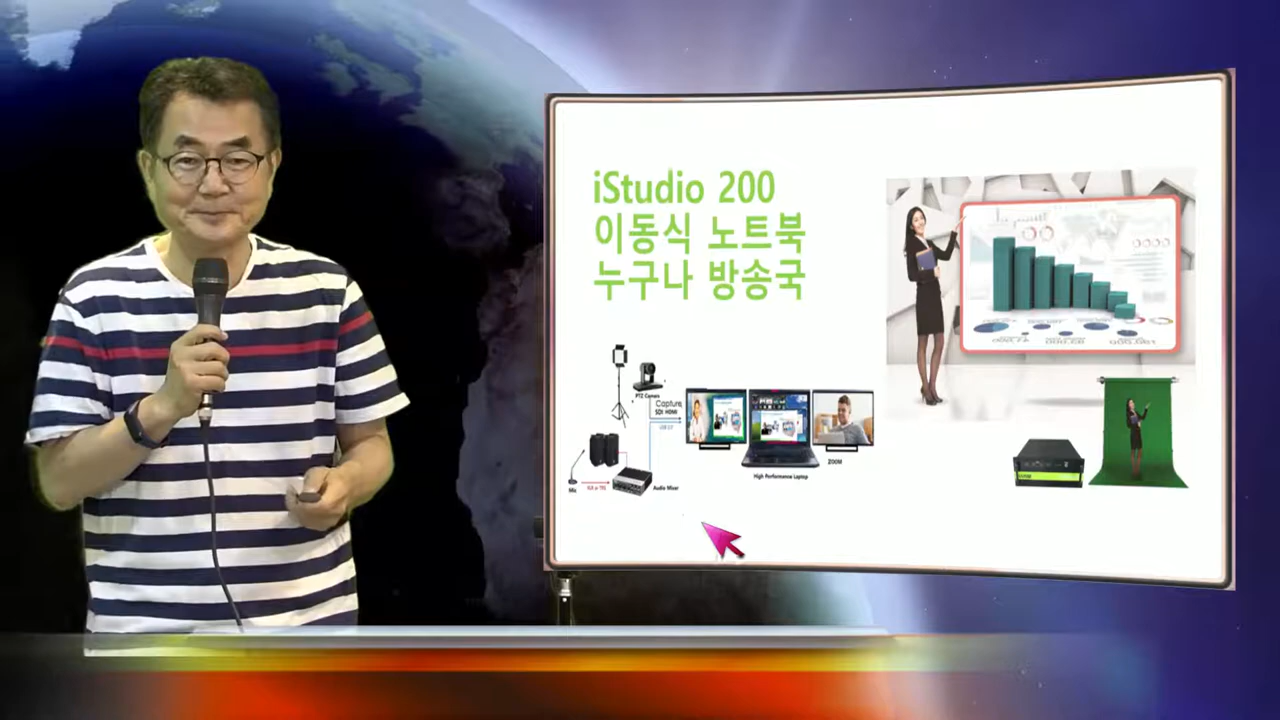 iStudio 200
이동식 노트북
누구나 방송국
PTZ Camera
Capture
SDI HDMI
High Performance Laptop
ZOOM
Mic
Audio Mixer